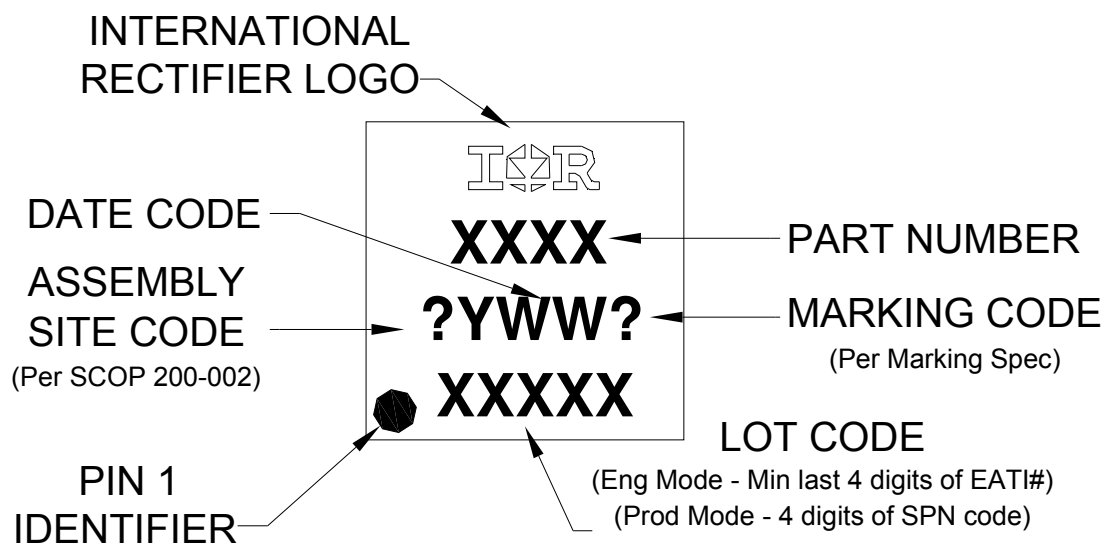 INTERNATIONAL
RECTIFIER LOGO
IOR
DATE CODE
XXXX
PART NUMBER
ASSEMBLY
SITE CODE
(Per SCOP 200-002)
?YWW?
MARKING CODE
(Per Marking Spec)
XXXXX
LOT CODE
(Eng Mode - Min last 4 digits of EATI#)
(Prod Mode - 4 digits of SPN code)
PIN 1
IDENTIFIER